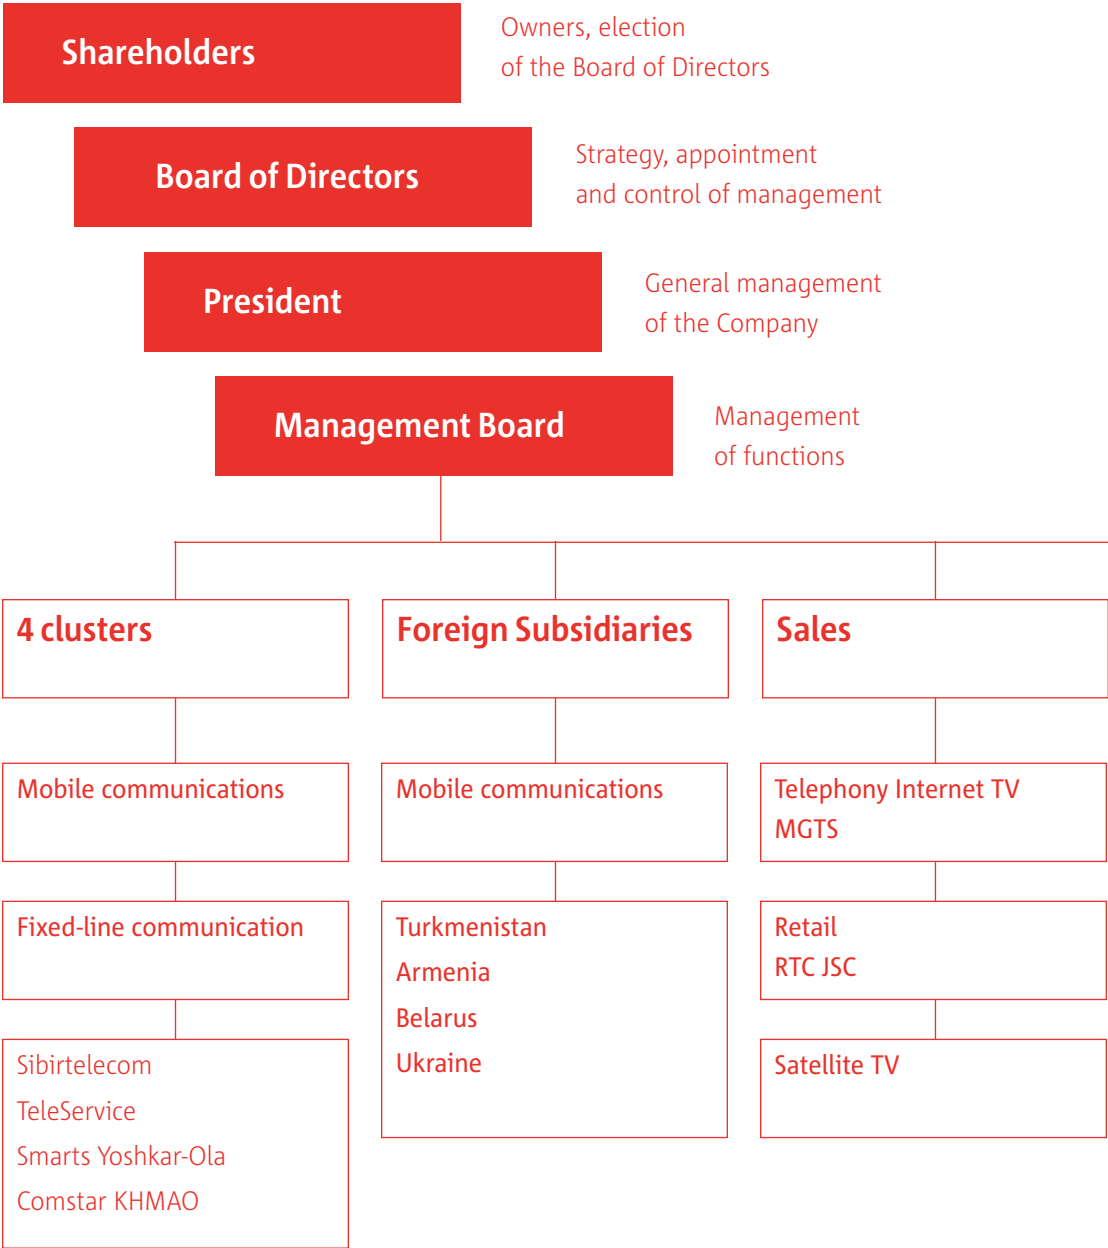 Shareholders
Owners, election
of the Board of Directors
Board of Directors
Strategy, appointment
and control of management
President
General management
of the Company
Management Board
Management
of functions
4 clusters
Foreign Subsidiaries
Sales
Mobile communications
Mobile communications
Telephony Internet TV
MGTS
Fixed-line communication
Turkmenistan
Armenia
Belarus
Ukraine
Retail
RTC JSC
Sibirtelecom
TeleService
Smarts Yoshkar-Ola
Comstar KHMAO
Satellite TV